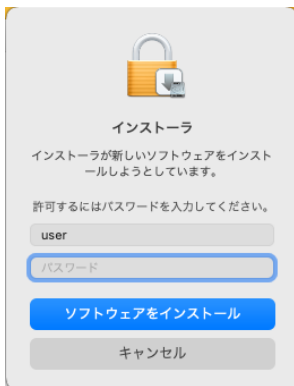 インストーラ
インストーラが新しいソフトウェアをインスト
ールしようとしています。
許可するにはパスワードを入力してください。
user
パスワード
ソフトウェアをインストール
キャンセル